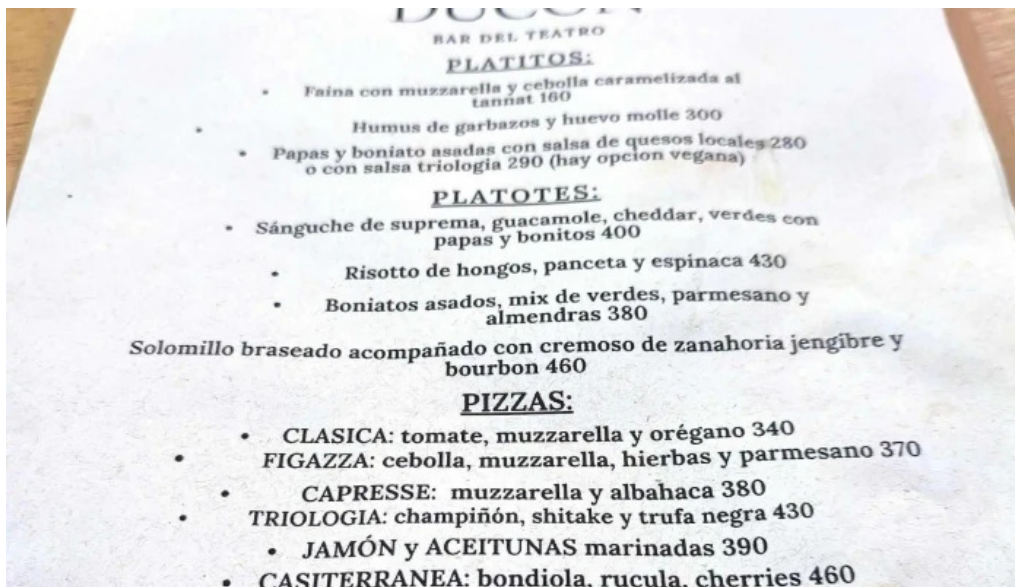 BAR DEL TEATRO
PLATITOS:
• Faina con muzzarella y cebolla caramelizada al
tannat 160
• Humus de garbazos y huevo molle 300
• Papas y boniato asadas con salsa de quesos locales 280
o con salsa triologia 290 (hay opcion vegana)
PLATOTES:
• Sánguche de suprema, guacamole, cheddar, verdes con
papas y bonitos 400
• Risotto de hongos, panceta y espinaca 430
• Boniatos asados, mix de verdes, parmesano y
almendras 380
Solomillo braseado acompañado con cremoso de zanahoria jengibre y
bourbon 460
PIZZAS:
• CLASICA: tomate, muzzarella y orégano 340
• FIGAZZA: cebolla, muzzarella, hierbas y parmesano 370
• CAPRESSE: muzzarella y albahaca 380
• TRIOLOGIA: champiñón, shitake y trufa negra 430
• JAMÓN y ACEITUNAS marinadas 390
• CASITERRANEA: bondiola, rucula, cherries 460